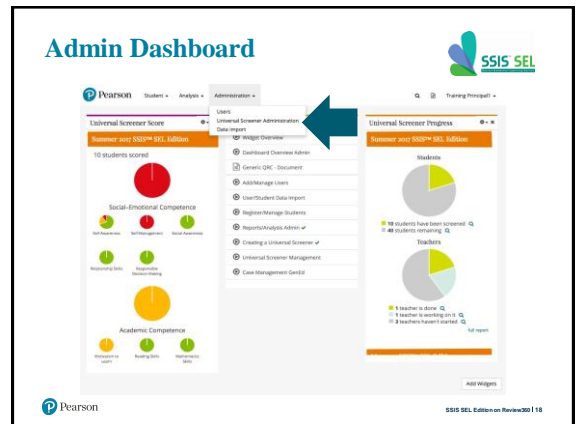 Admin Dashboard
SSIS SEL
Pearson
Student
Analysis
Administration
Training Principal1
Users
Universal Screener Administration
Data Import
Universal Screener Score
Summer 2017 SSIS™ SEL Edition
10 students scored
Social-Emotional Competence
Self-Awareness
Self-Management
Social Awareness
Relationship Skills
Responsible
Decision-Making
Academic Competence
Motivation to
Learn
Reading Skills
Mathematics
Skills
Widget Overview
Dashboard Overview Admin
Generic QRC - Document
Add/Manage Users
User/Student Data Import
Register/Manage Students
Reports/Analysis Admin ✔
Creating a Universal Screener ✔
Universal Screener Management
Case Management GenEd
Universal Screener Progress
Summer 2017 SSIS™ SEL Edition
Students
10 students have been screened
40 students remaining
Teachers
1 teacher is done
1 teacher is working on it
3 teachers haven't started
full report
Add Widgets
Pearson
SSIS SEL Edition on Review360 | 18